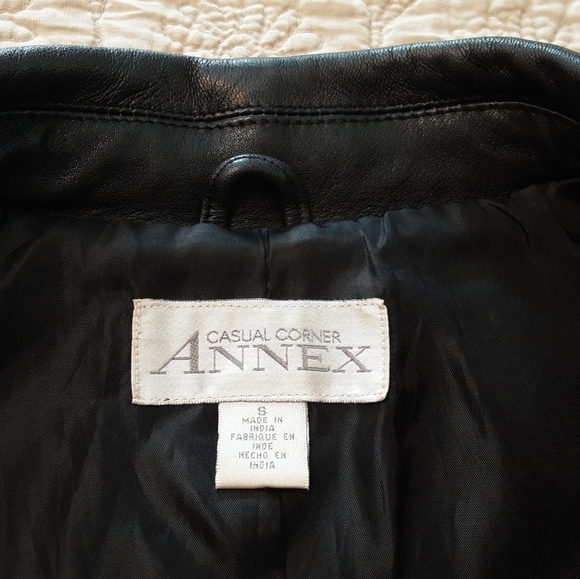 CASUAL CORNER
ANNEX
S
MADE IN
INDIA
FABRIQUE EN
INDE
HECHO EN
INDIA